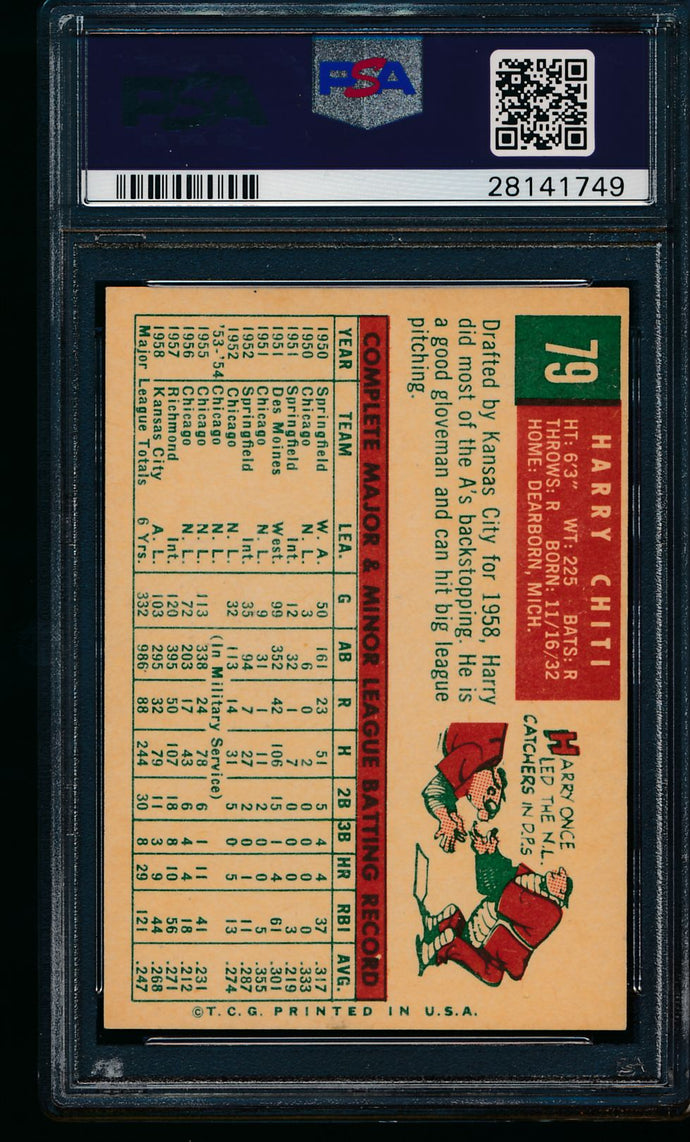 PSA
28141749
79
HARRY CHITI
HT: 6'3" WT: 225 BATS: R
THROWS: R BORN: 11/16/32
HOME: DEARBORN, MICH.
Drafted by Kansas City for 1958, Harry
did most of the A's backstopping. He is
a good gloveman and can hit big league
pitching.
HARRY ONCE
LED THE N.L.
CATCHERS IN D.P.S
COMPLETE MAJOR & MINOR LEAGUE BATTING RECORD
YEAR TEAM LEA. G AB R H 2B 3B HR RBI AVG.
1950 Springfield W. A. 50 161 23 51 5 4 4 37 .317
1950 Chicago N. L. 3 6 0 2 0 0 0 0 .333
1951 Springfield Int. 12 32 1 7 0 0 0 3 .219
1951 Des Moines West. 99 352 42 106 15 1 4 61 .301
1951 Chicago N. L. 9 31 1 11 2 0 0 5 .355
1952 Springfield Int. 35 94 7 27 2 2 1 11 .287
1952 Chicago N. L. 32 113 14 31 5 0 5 13 .274
'53-'54 Chicago N. L. (In Military Service)
1955 Chicago N. L. 113 338 24 78 6 1 11 41 .231
1956 Chicago N. L. 72 203 17 43 6 4 4 18 .212
1957 Richmond Int. 120 395 50 107 18 8 10 56 .271
1958 Kansas City A. L. 103 295 32 79 11 3 9 44 .268
Major League Totals 6 Yrs. 332 986 88 244 30 8 29 121 .247
©T.C.G. PRINTED IN U.S.A.